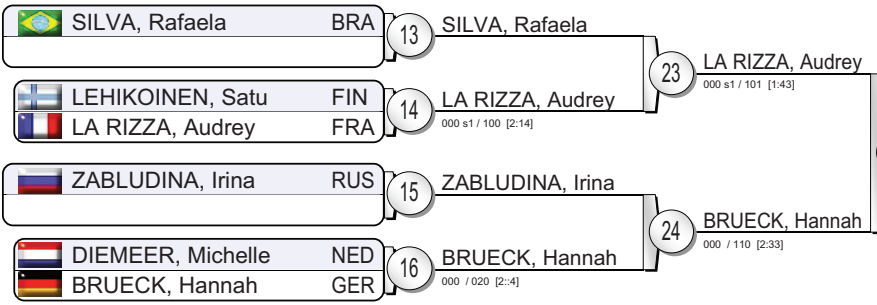 SILVA, Rafaela BRA
13
SILVA, Rafaela
23
LA RIZZA, Audrey
000 s1 / 101 [1:43]
LEHIKOINEN, Satu FIN
LA RIZZA, Audrey FRA
14
LA RIZZA, Audrey
000 s1 / 100 [2:14]
ZABLUDINA, Irina RUS
15
ZABLUDINA, Irina
24
BRUECK, Hannah
000 / 110 [2:33]
DIEMEER, Michelle NED
BRUECK, Hannah GER
16
BRUECK, Hannah
000 / 020 [2::4]